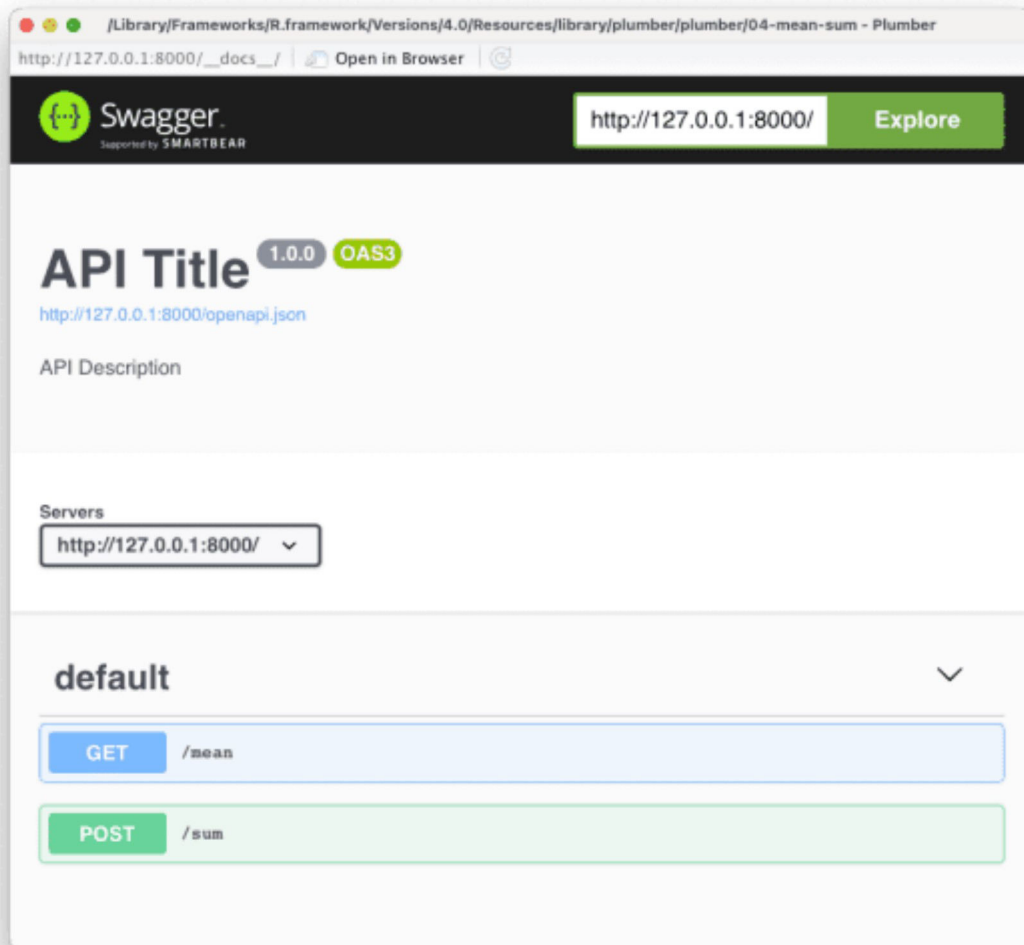 /Library/Frameworks/R.framework/Versions/4.0/Resources/library/plumber/plumber/04-mean-sum - Plumber
http://127.0.0.1:8000/__docs__/ Open in Browser
{···} Swagger. http://127.0.0.1:8000/ Explore
Supported by SMARTBEAR
API Title 1.0.0 OAS3
http://127.0.0.1:8000/openapi.json
API Description
Servers
http://127.0.0.1:8000/
default
GET /mean
POST /sum